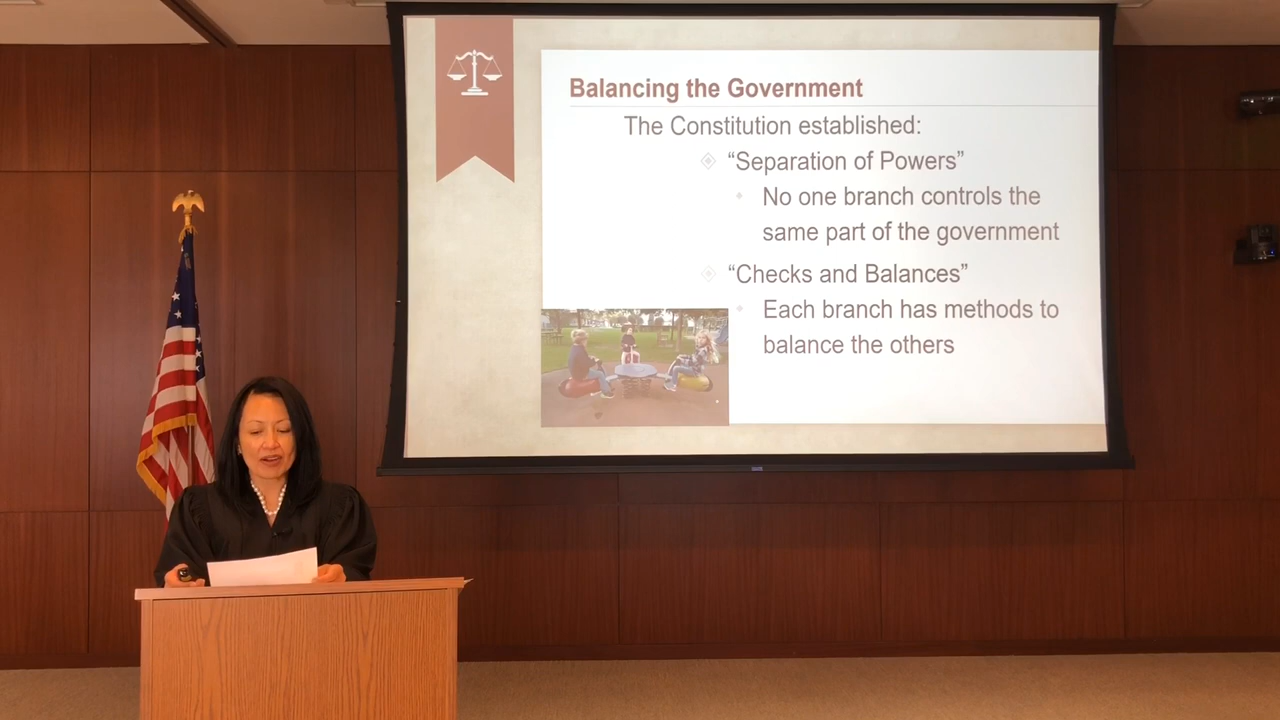 Balancing the Government
The Constitution established:
“Separation of Powers”
No one branch controls the
same part of the government
“Checks and Balances”
Each branch has methods to
balance the others